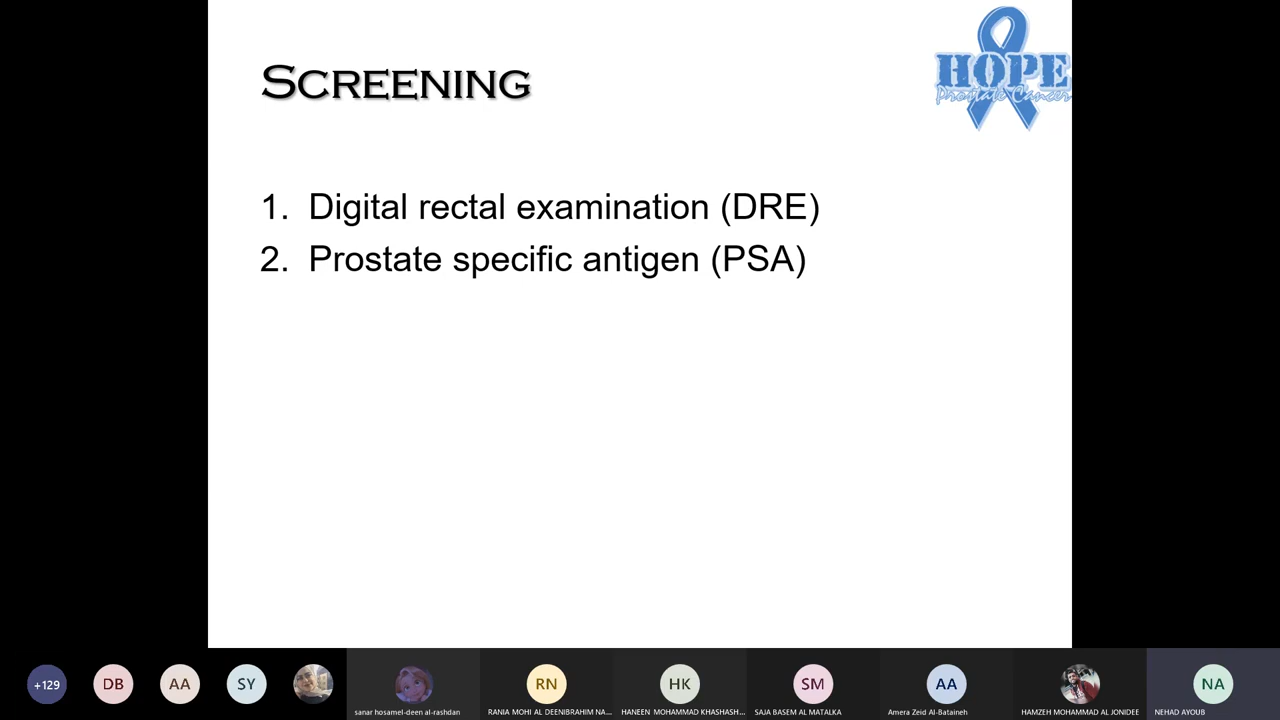 SCREENING
HOPE
Prostate Cancer
1. Digital rectal examination (DRE)
2. Prostate specific antigen (PSA)
+129
DB
AA
SY
RN
HK
SM
AA
NA
sanar hosamel-deen al-rashdan
RANIA MOHI AL DEENIBRAHIM NA...
HANEEN MOHAMMAD KHASHASH...
SAJA BASEM AL MATALKA
Amera Zeid Al-Bataineh
HAMZEH MOHAMMAD AL JONIDEE
NEHAD AYOUB